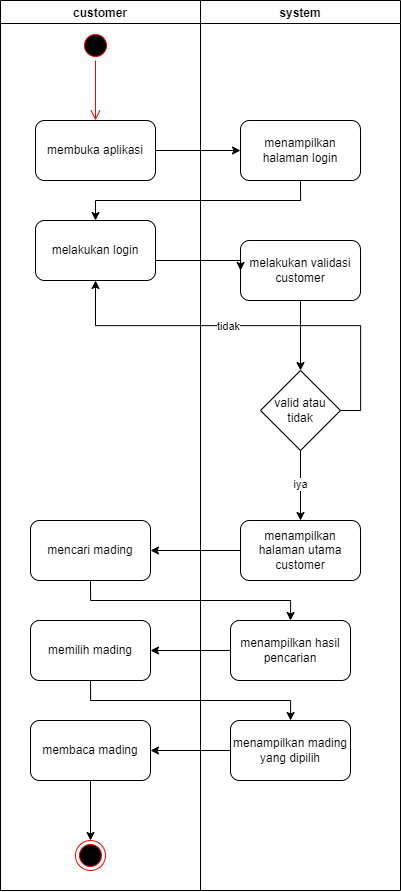 customer
system
membuka aplikasi
menampilkan
halaman login
melakukan login
melakukan validasi
customer
tidak
valid atau
tidak
iya
menampilkan
halaman utama
customer
mencari mading
menampilkan hasil
pencarian
memilih mading
menampilkan mading
yang dipilih
membaca mading